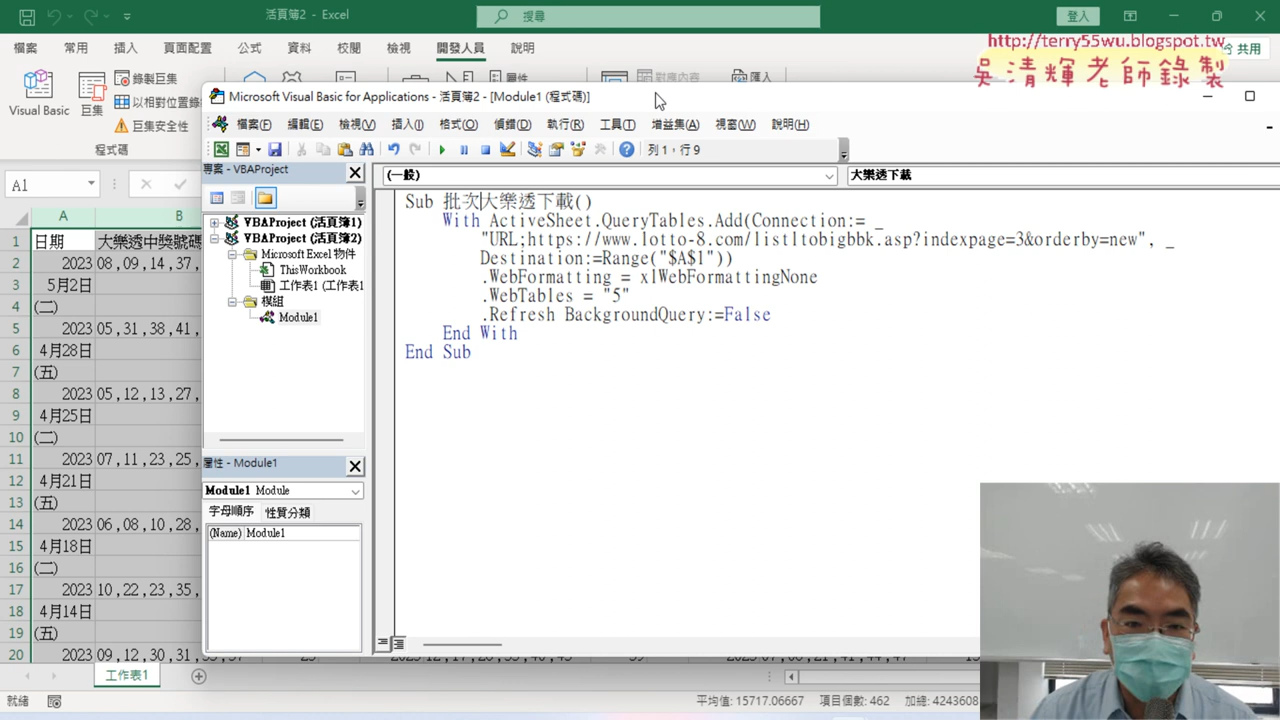 活頁簿2 - Excel
搜尋
登入
檔案 常用 插入 頁面配置 公式 資料 校閱 檢視 開發人員 說明
共用
http://terry55wu.blogspot.tw
吳清輝老師錄製
Visual Basic
巨集
錄製巨集
以相對位置錄
巨集安全性
程式碼
屬性
對應內容
匯入
Microsoft Visual Basic for Applications - 活頁簿2 - [Module1 (程式碼)]
檔案(F) 編輯(E) 檢視(V) 插入(I) 格式(O) 偵錯(D) 執行(R) 工具(T) 增益集(A) 視窗(W) 說明(H)
列 1,行 9
專案 - VBAProject
VBAProject (活頁簿1)
VBAProject (活頁簿2)
Microsoft Excel 物件
ThisWorkbook
工作表1 (工作表1
模組
Module1
屬性 - Module1
Module1 Module
字母順序 性質分類
(Name) Module1
(一般)
大樂透下載
Sub 批次大樂透下載()
With ActiveSheet.QueryTables.Add(Connection:= _
"URL;https://www.lotto-8.com/listltobigbbk.asp?indexpage=3&orderby=new", _
Destination:=Range("$A$1"))
.WebFormatting = xlWebFormattingNone
.WebTables = "5"
.Refresh BackgroundQuery:=False
End With
End Sub
A1
A B
1 日期 大樂透中獎號碼
2 2023 08,09,14,37,
3 5月2日
4 (二)
5 2023 05,31,38,41,
6 4月28日
7 (五)
8 2023 05,12,13,27,
9 4月25日
10 (二)
11 2023 07,11,23,25,
12 4月21日
13 (五)
14 2023 06,08,10,28,
15 4月18日
16 (二)
17 2023 10,22,23,35,
18 4月14日
19 (五)
20 2023 09,12,30,31,
工作表1
就緒
平均值: 15717.06667 項目個數: 462 加總: 4243608